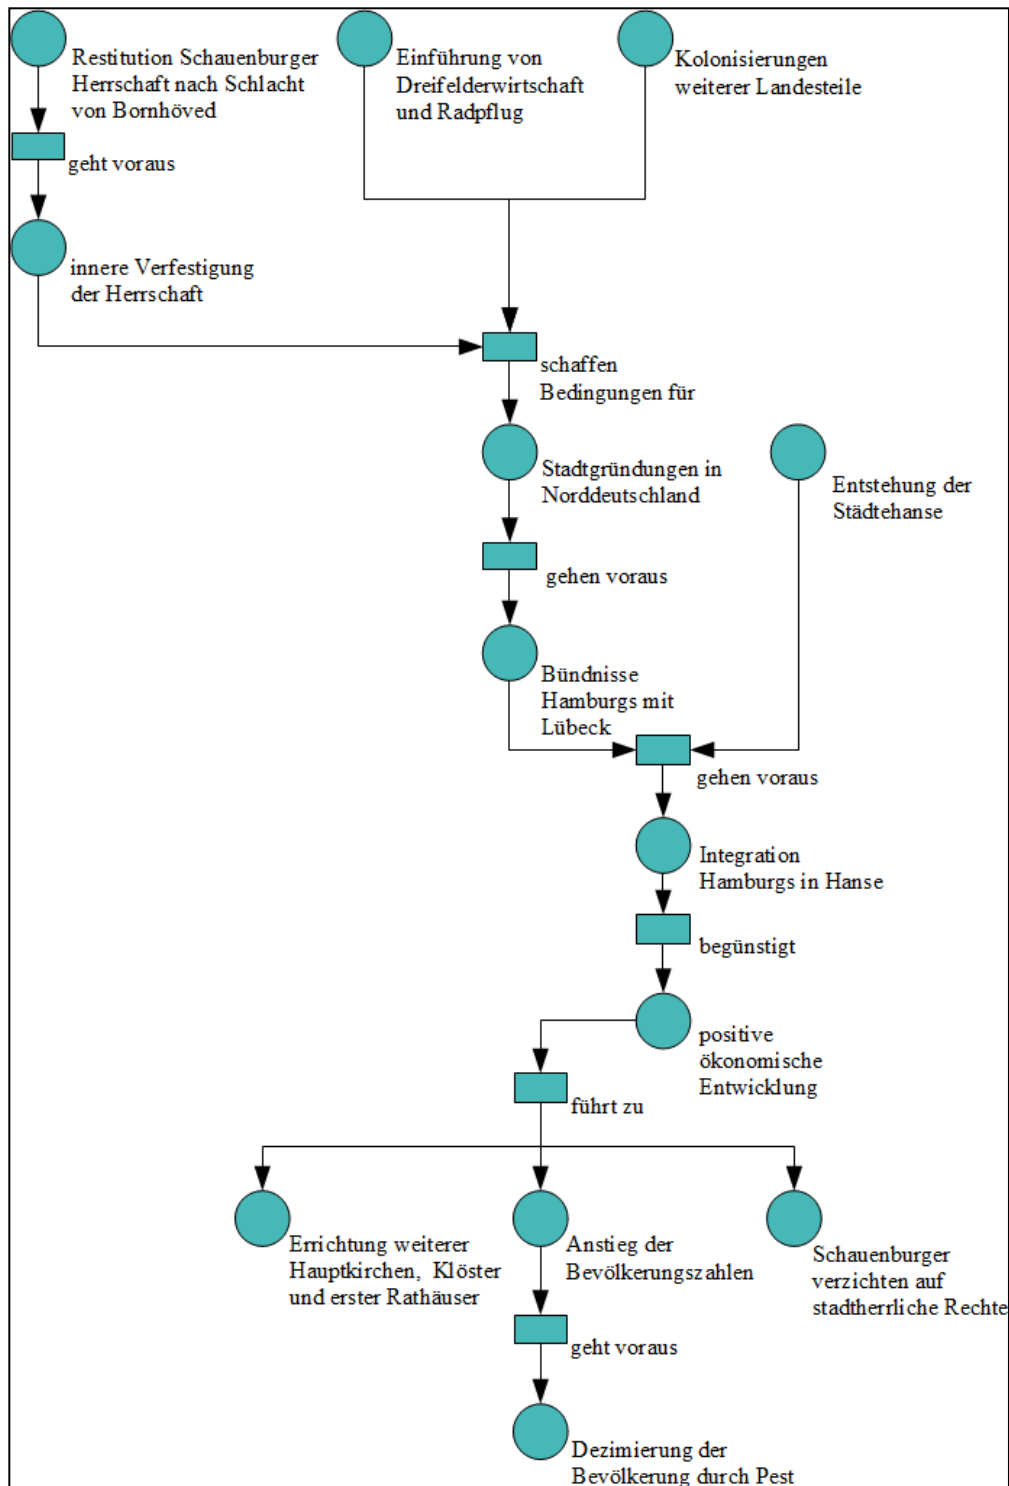 Restitution Schauenburger
Herrschaft nach Schlacht
von Bornhöved
Einführung von
Dreifelderwirtschaft
und Radpflug
Kolonisierungen
weiterer Landesteile
geht voraus
innere Verfestigung
der Herrschaft
schaffen
Bedingungen für
Stadtgründungen in
Norddeutschland
Entstehung der
Städtehanse
gehen voraus
Bündnisse
Hamburgs mit
Lübeck
gehen voraus
Integration
Hamburgs in Hanse
begünstigt
positive
ökonomische
Entwicklung
führt zu
Errichtung weiterer
Hauptkirchen, Klöster
und erster Rathäuser
Anstieg der
Bevölkerungszahlen
Schauenburger
verzichten auf
stadtherrliche Rechte
geht voraus
Dezimierung der
Bevölkerung durch Pest